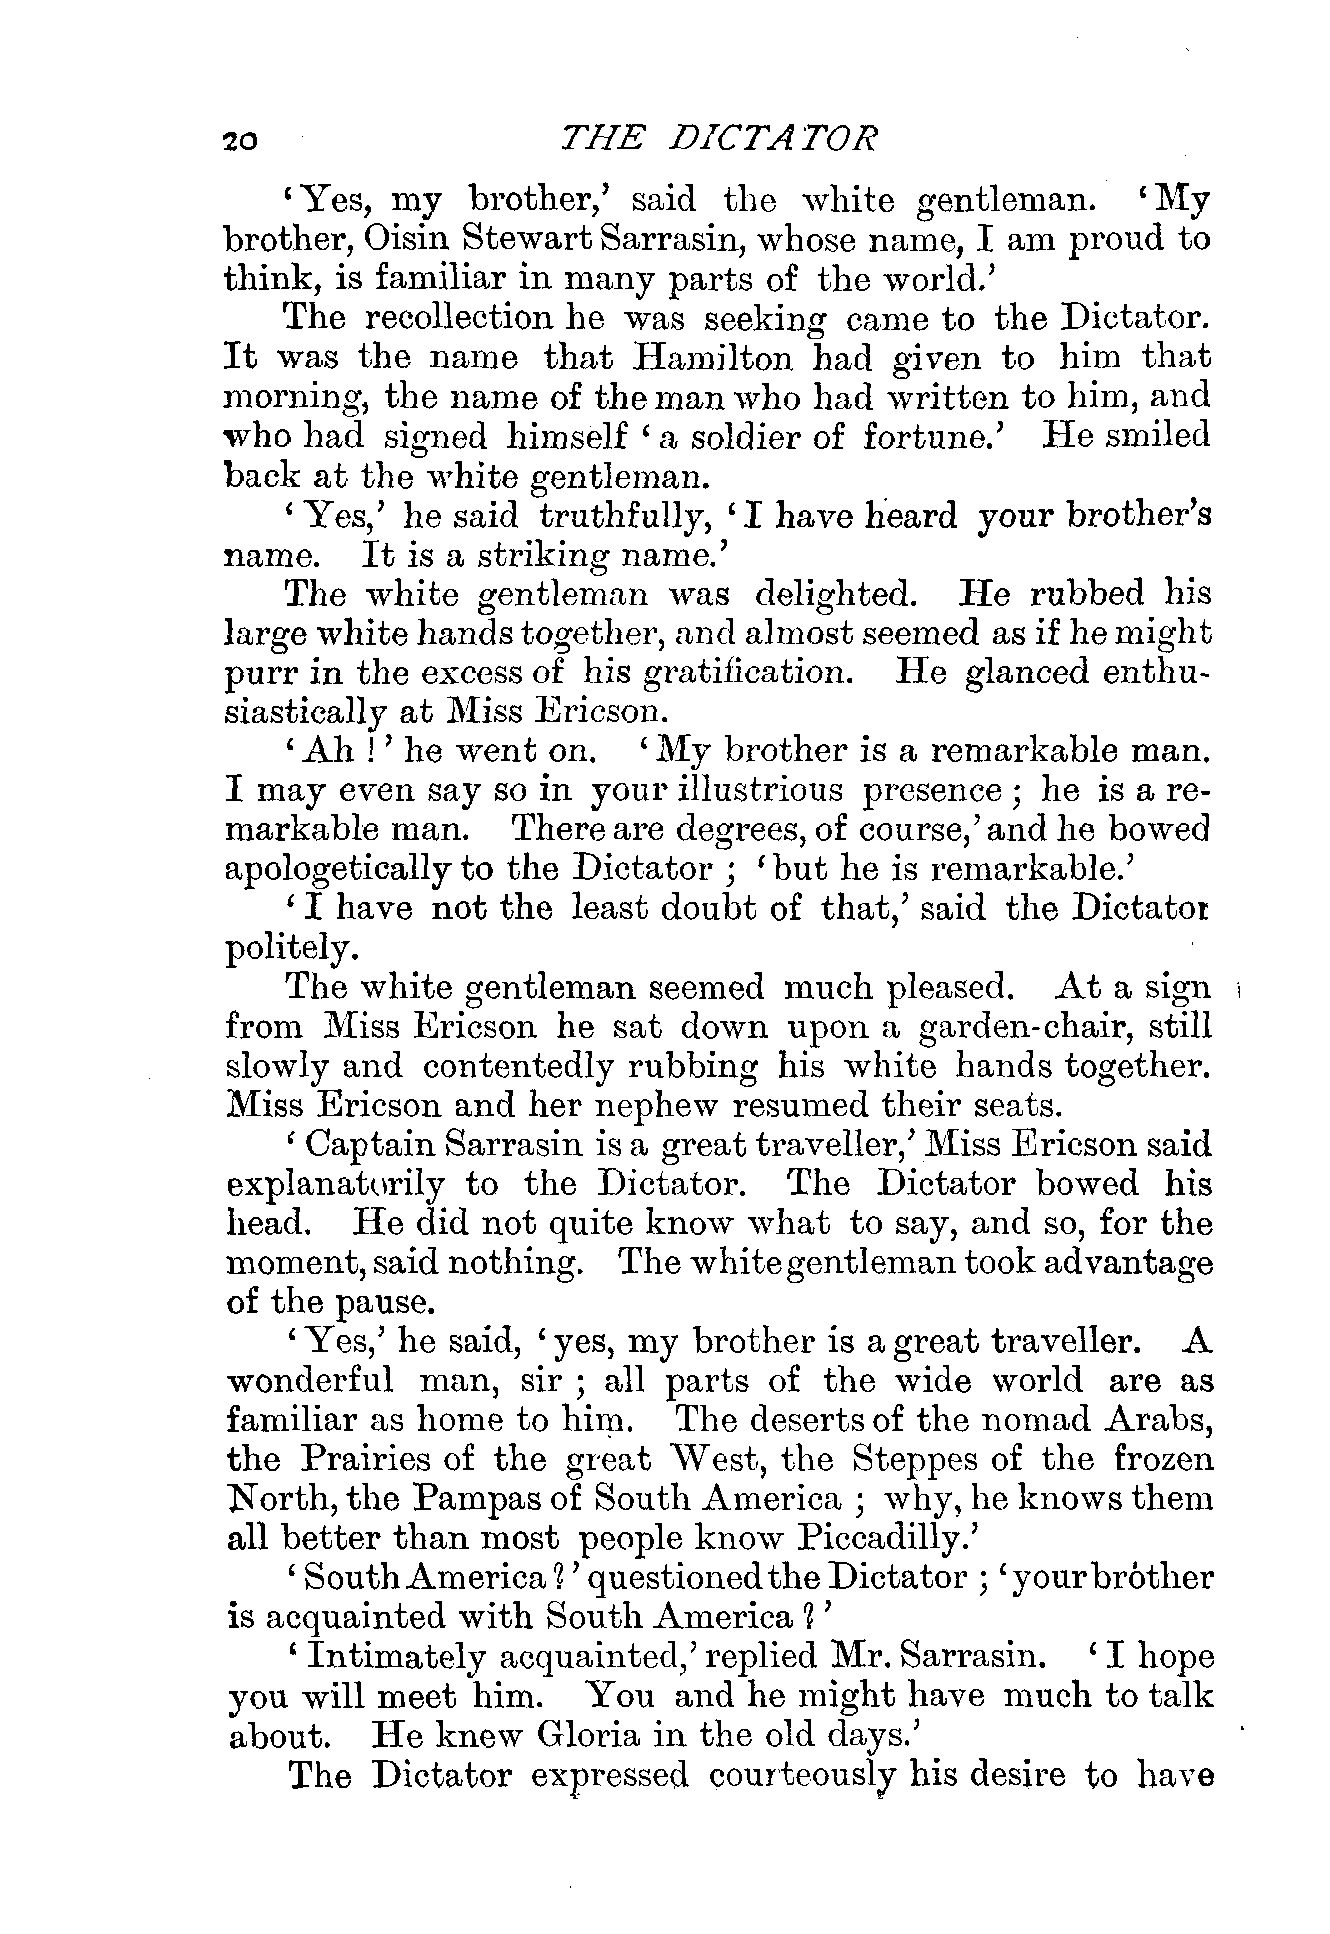 20 THE DICTATOR
‘Yes, my brother,’ said the white gentleman. ‘My
brother, Oisin Stewart Sarrasin, whose name, I am proud to
think, is familiar in many parts of the world.’
The recollection he was seeking came to the Dictator.
It was the name that Hamilton had given to him that
morning, the name of the man who had written to him, and
who had signed himself ‘a soldier of fortune.’ He smiled
back at the white gentleman.
‘Yes,’ he said truthfully, ‘I have heard your brother’s
name. It is a striking name.’
The white gentleman was delighted. He rubbed his
large white hands together, and almost seemed as if he might
purr in the excess of his gratification. He glanced enthu-
siastically at Miss Ericson.
‘Ah!’ he went on. ‘My brother is a remarkable man.
I may even say so in your illustrious presence; he is a re-
markable man. There are degrees, of course,’ and he bowed
apologetically to the Dictator; ‘but he is remarkable.’
‘I have not the least doubt of that,’ said the Dictator
politely.
The white gentleman seemed much pleased. At a sign
from Miss Ericson he sat down upon a garden-chair, still
slowly and contentedly rubbing his white hands together.
Miss Ericson and her nephew resumed their seats.
‘Captain Sarrasin is a great traveller,’ Miss Ericson said
explanatorily to the Dictator. The Dictator bowed his
head. He did not quite know what to say, and so, for the
moment, said nothing. The white gentleman took advantage
of the pause.
‘Yes,’ he said, ‘yes, my brother is a great traveller. A
wonderful man, sir; all parts of the wide world are as
familiar as home to him. The deserts of the nomad Arabs,
the Prairies of the great West, the Steppes of the frozen
North, the Pampas of South America; why, he knows them
all better than most people know Piccadilly.’
‘South America?’ questioned the Dictator; ‘your brother
is acquainted with South America?’
‘Intimately acquainted,’ replied Mr. Sarrasin. ‘I hope
you will meet him. You and he might have much to talk
about. He knew Gloria in the old days.’
The Dictator expressed courteously his desire to have